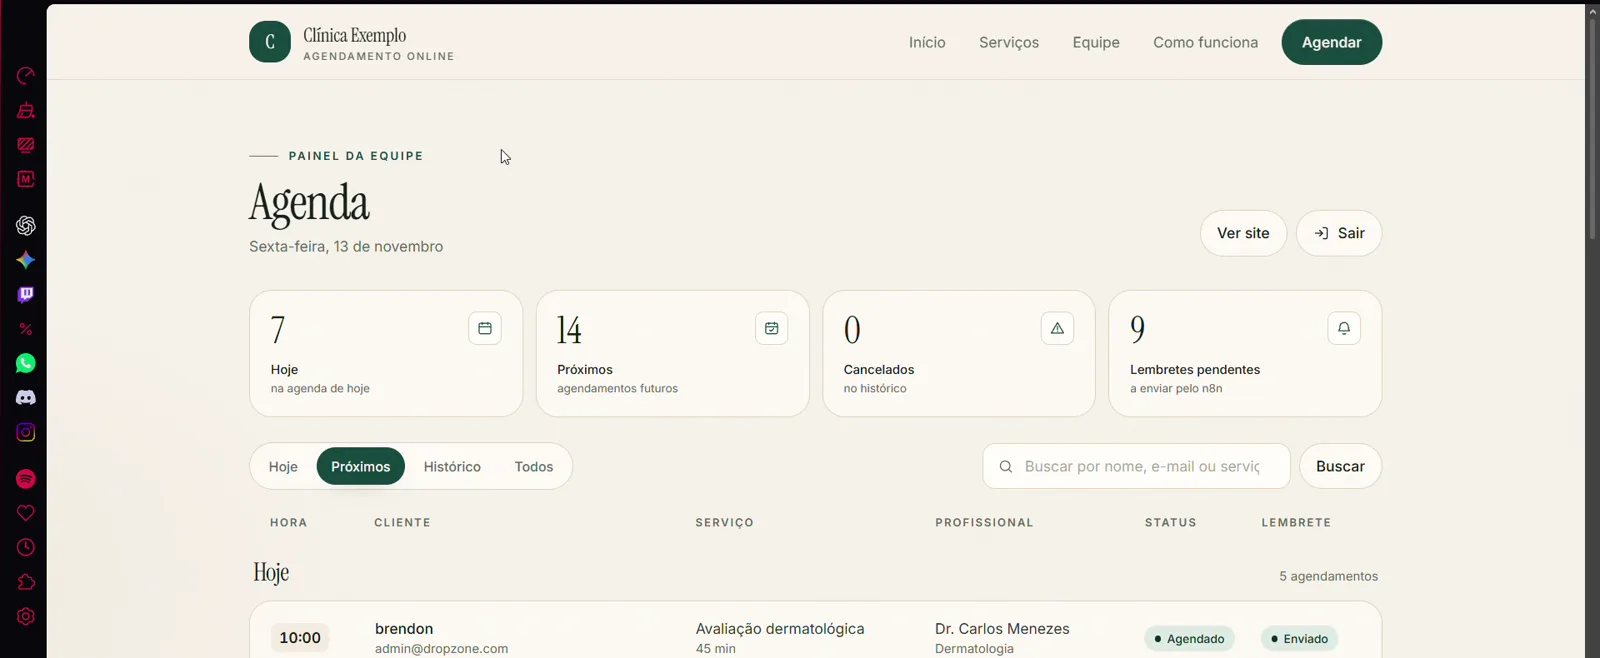 C
Clínica Exemplo
AGENDAMENTO ONLINE
Início
Serviços
Equipe
Como funciona
Agendar
PAINEL DA EQUIPE
Agenda
Sexta-feira, 13 de novembro
Ver site
Sair
7
Hoje
na agenda de hoje
14
Próximos
agendamentos futuros
0
Cancelados
no histórico
9
Lembretes pendentes
a enviar pelo n8n
Hoje
Próximos
Histórico
Todos
Buscar por nome, e-mail ou serviç
Buscar
HORA
CLIENTE
SERVIÇO
PROFISSIONAL
STATUS
LEMBRETE
Hoje
5 agendamentos
10:00
brendon
admin@dropzone.com
Avaliação dermatológica
45 min
Dr. Carlos Menezes
Dermatologia
Agendado
Enviado
M